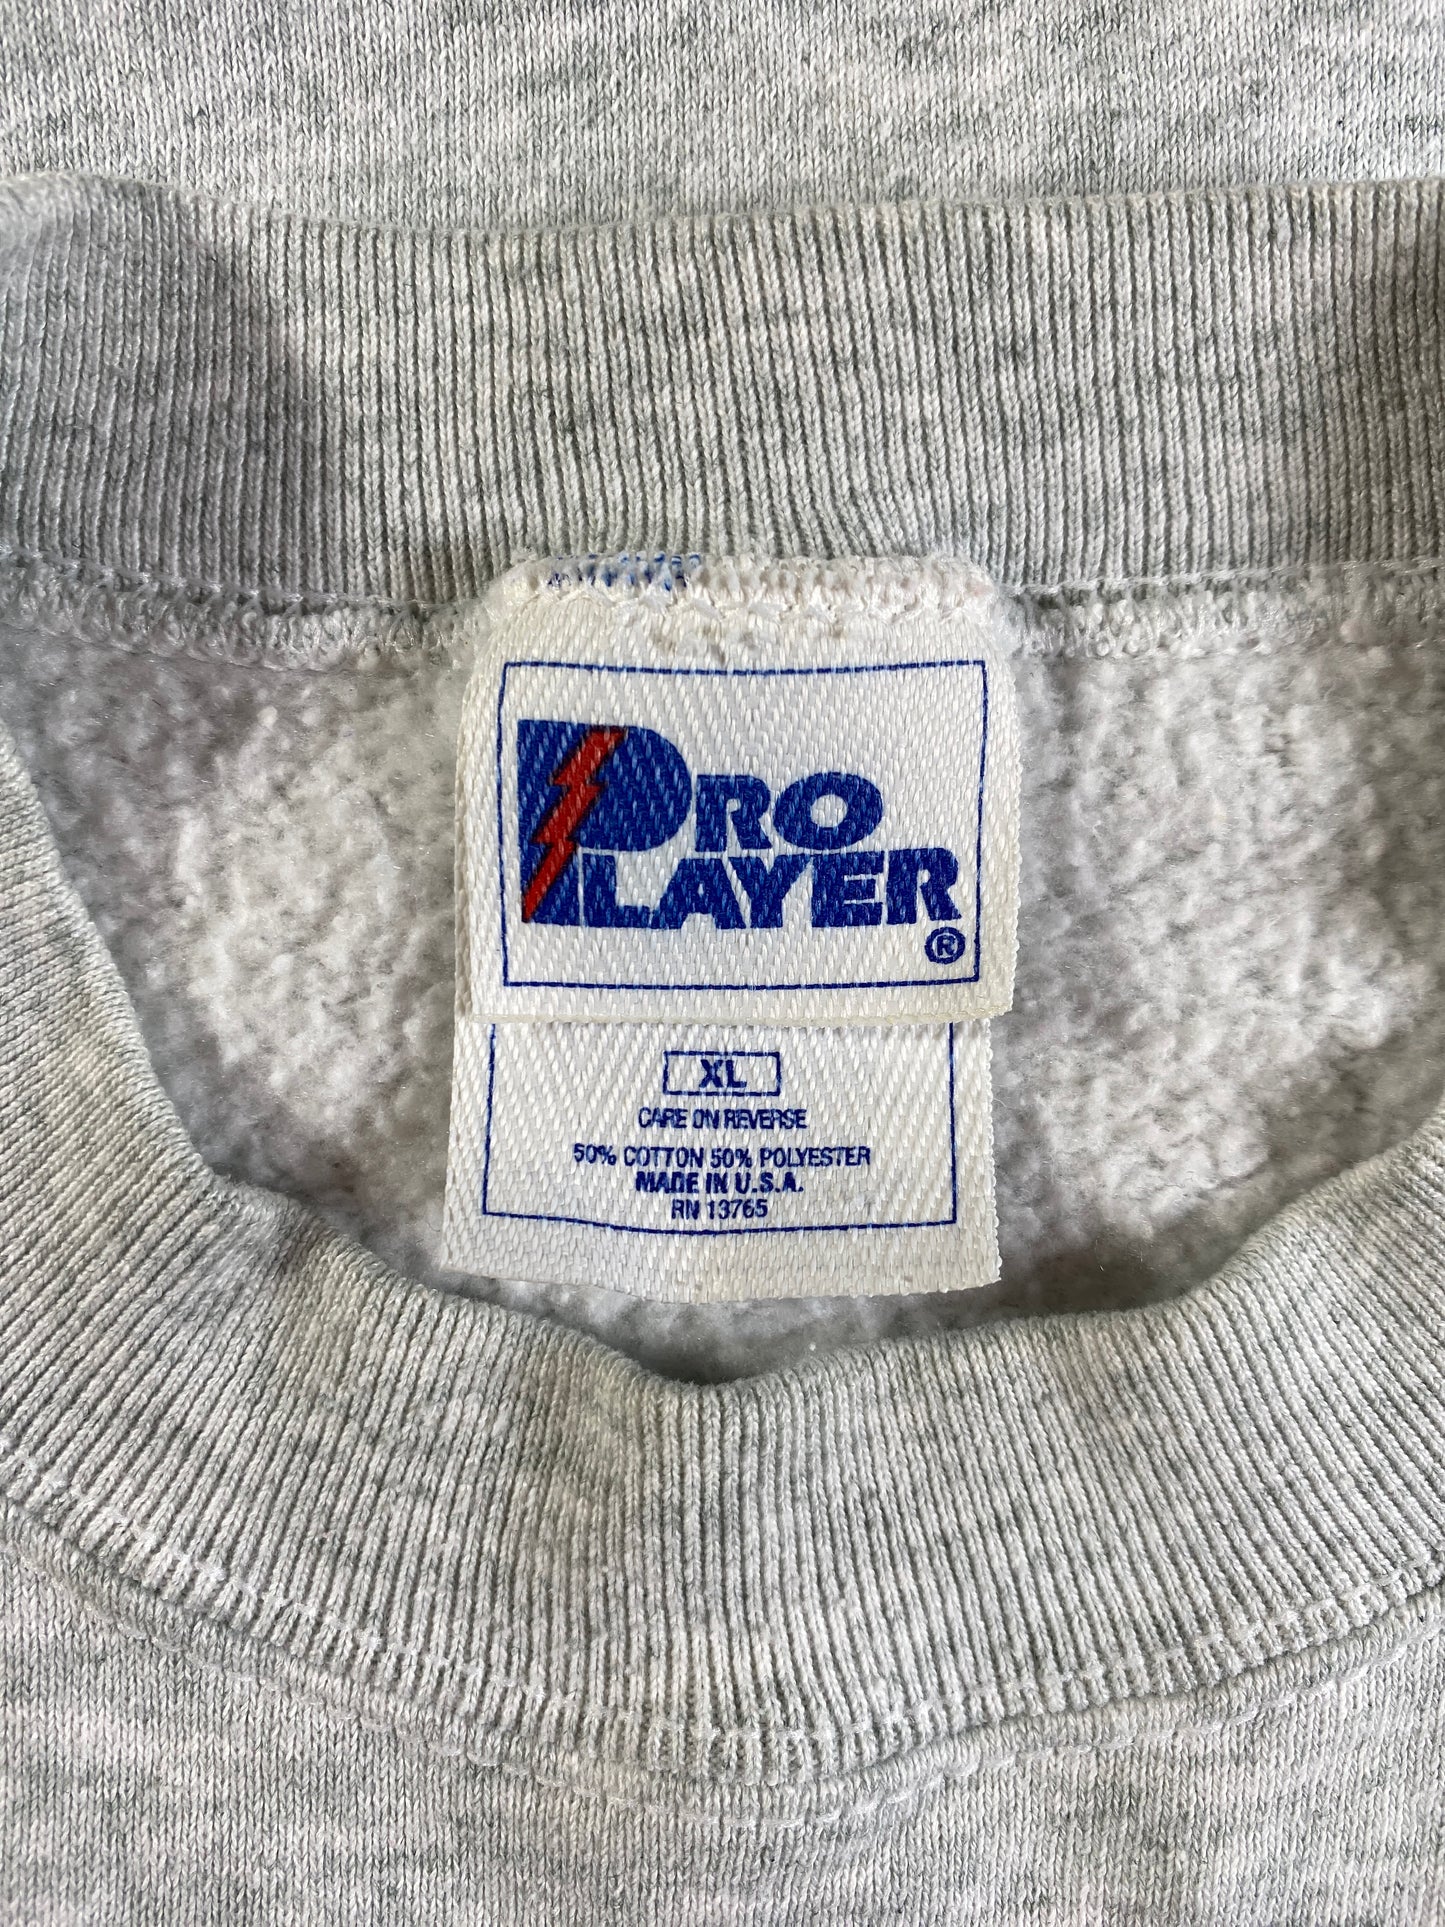 PRO
PLAYER
®
XL
CARE ON REVERSE
50% COTTON 50% POLYESTER
MADE IN U.S.A.
RN 13765